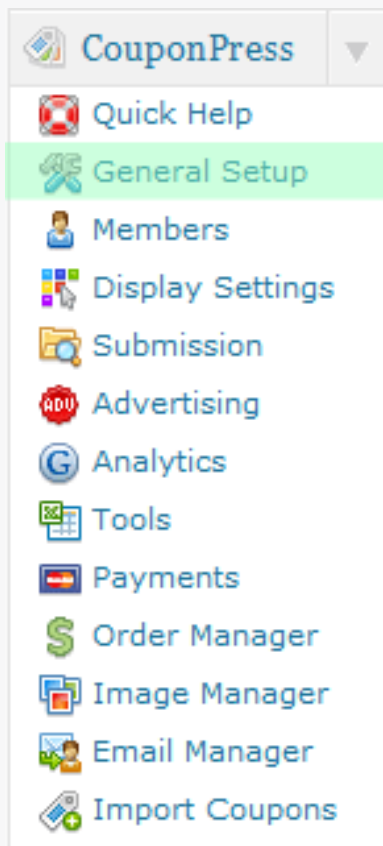 CouponPress
Quick Help
General Setup
Members
Display Settings
Submission
ADV Advertising
G Analytics
Tools
Payments
$ Order Manager
Image Manager
Email Manager
Import Coupons